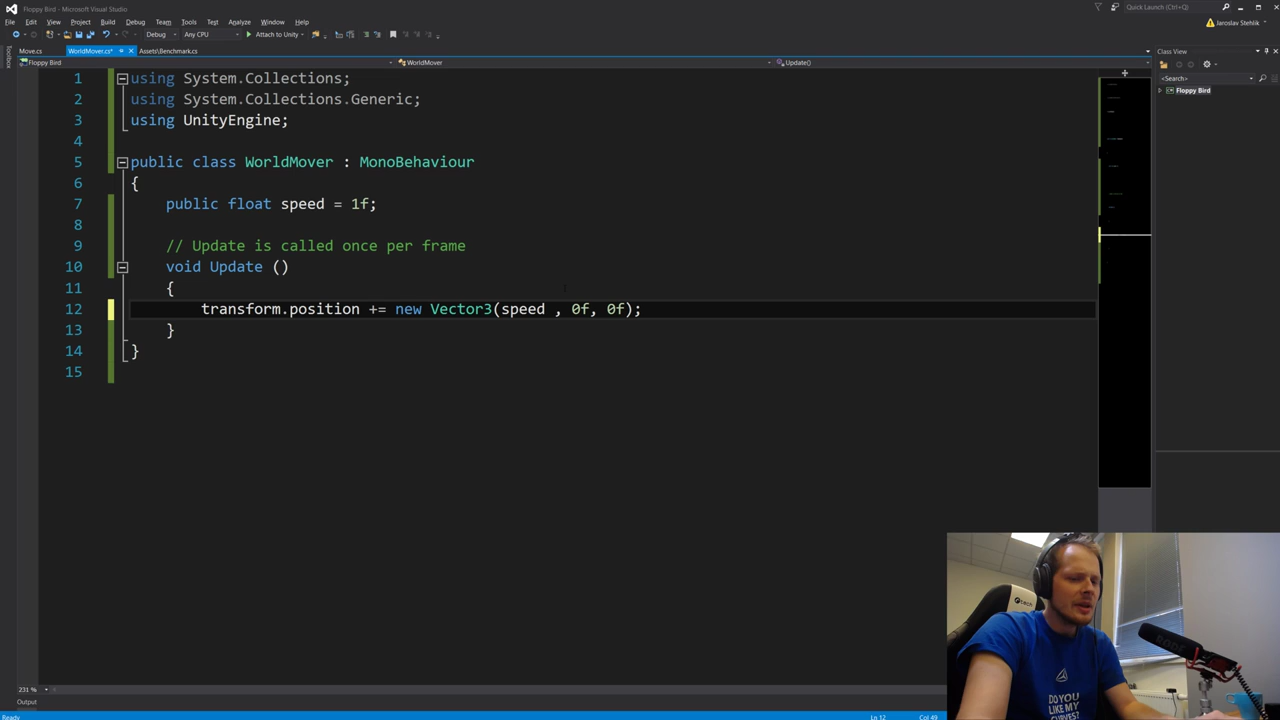 Floppy Bird - Microsoft Visual Studio
Quick Launch (Ctrl+Q)
File Edit View Project Build Debug Team Tools Test Analyze Window Help
Jaroslav Stehlik
Debug Any CPU Attach to Unity
Toolbox
Move.cs WorldMover.cs* Assets\Benchmark.cs
Class View
Floppy Bird WorldMover Update()
<Search>
Floppy Bird
1 using System.Collections;
2 using System.Collections.Generic;
3 using UnityEngine;
4
5 public class WorldMover : MonoBehaviour
6 {
7 public float speed = 1f;
8
9 // Update is called once per frame
10 void Update ()
11 {
12 transform.position += new Vector3(speed , 0f, 0f);
13 }
14 }
15
tech
RODE
DO YOU
LIKE MY
CURVES?
231 %
Output
Ready Ln 12 Col 49